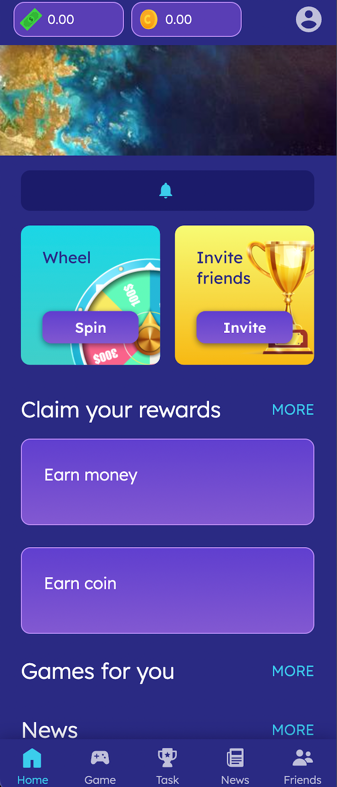 0.00
0.00
Wheel
$100
$300
Spin
Invite
friends
Invite
Claim your rewards
MORE
Earn money
Earn coin
Games for you
MORE
News
MORE
Home
Game
Task
News
Friends